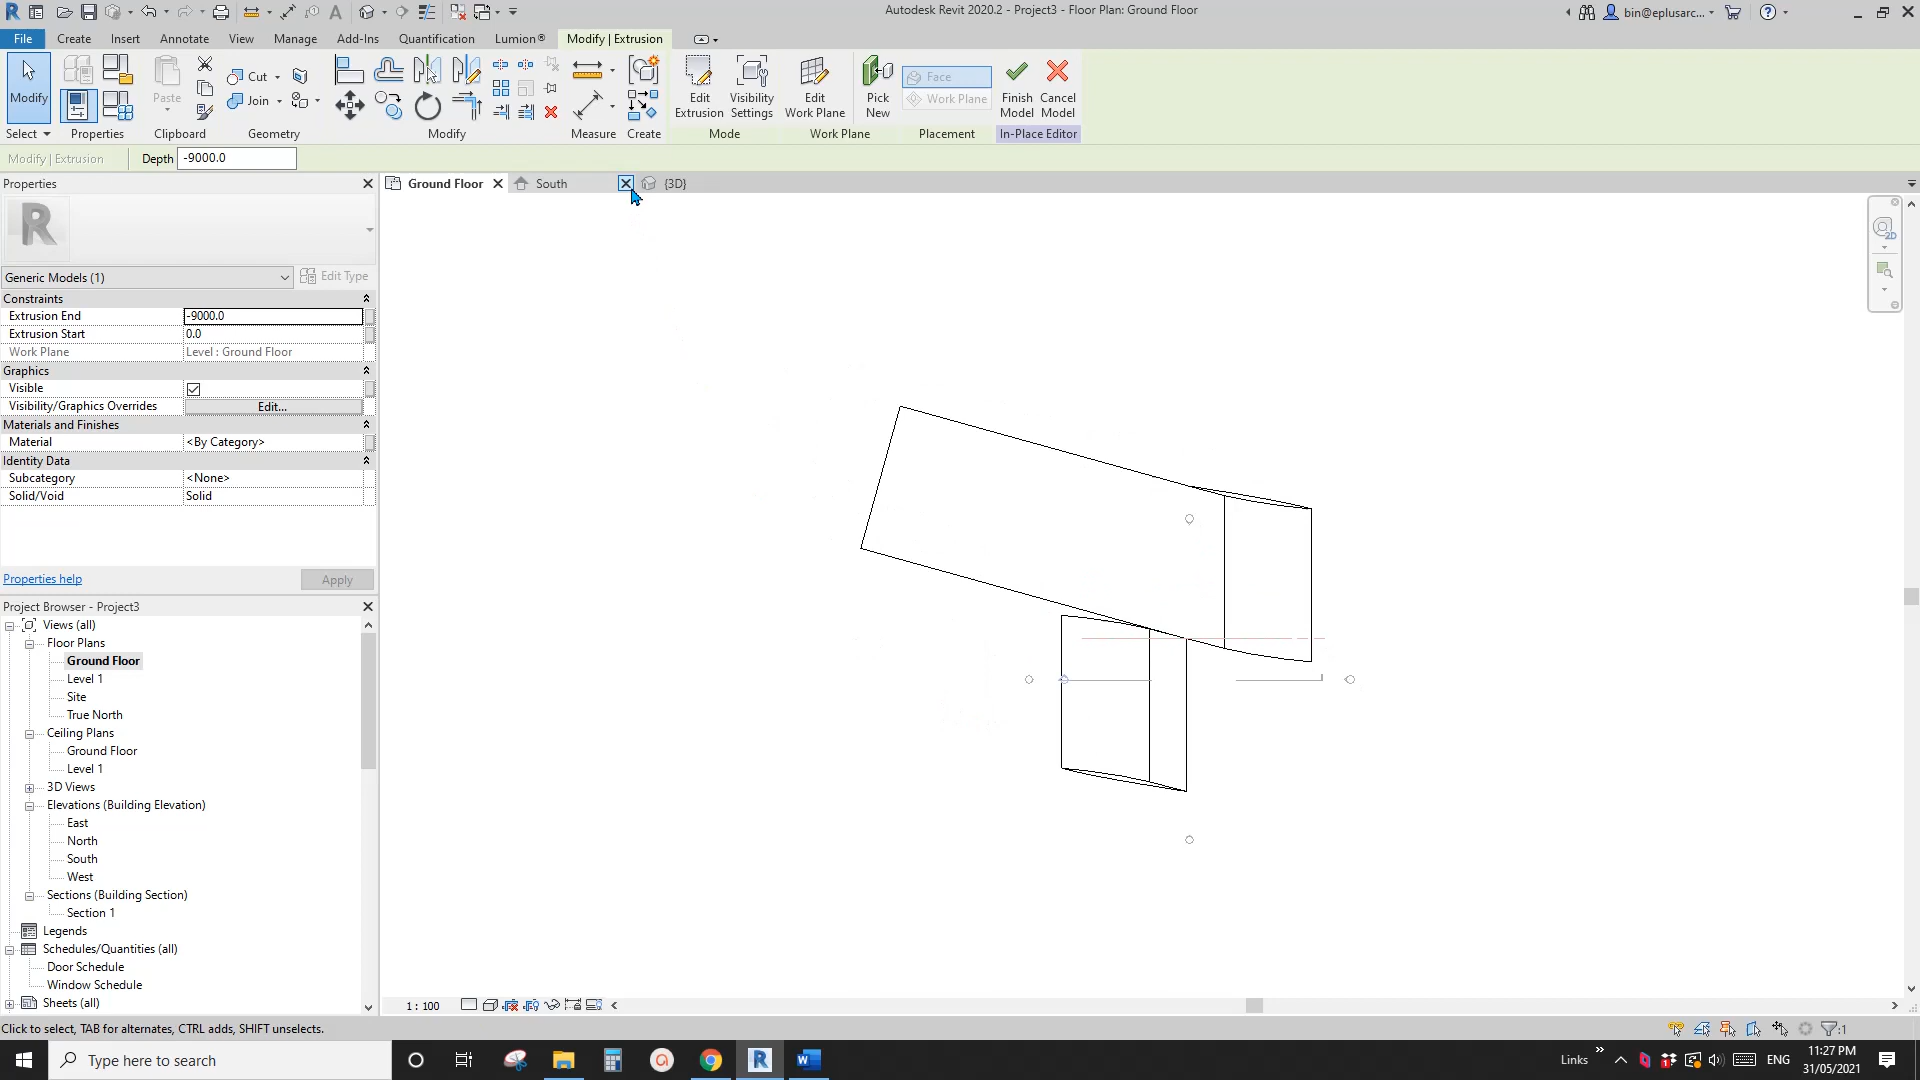 Autodesk Revit 2020.2 - Project3 - Floor Plan: Ground Floor
bin@eplusarc...
File Create Insert Annotate View Manage Add-Ins Quantification Lumion® Modify | Extrusion
Modify
Paste
Cut
Join
Edit Extrusion
Visibility Settings
Edit Work Plane
Pick New
Face
Work Plane
Finish Model
Cancel Model
Select Properties Clipboard Geometry Modify Measure Create Mode Work Plane Placement In-Place Editor
Modify | Extrusion Depth -9000.0
Properties
Ground Floor South {3D}
Generic Models (1) Edit Type
Constraints
Extrusion End -9000.0
Extrusion Start 0.0
Work Plane Level : Ground Floor
Graphics
Visible
Visibility/Graphics Overrides Edit...
Materials and Finishes
Material <By Category>
Identity Data
Subcategory <None>
Solid/Void Solid
Properties help Apply
Project Browser - Project3
Views (all)
Floor Plans
Ground Floor
Level 1
Site
True North
Ceiling Plans
Ground Floor
Level 1
3D Views
Elevations (Building Elevation)
East
North
South
West
Sections (Building Section)
Section 1
Legends
Schedules/Quantities (all)
Door Schedule
Window Schedule
Sheets (all)
1 : 100
Click to select, TAB for alternates, CTRL adds, SHIFT unselects.
:1
Type here to search
Links
ENG
11:27 PM
31/05/2021